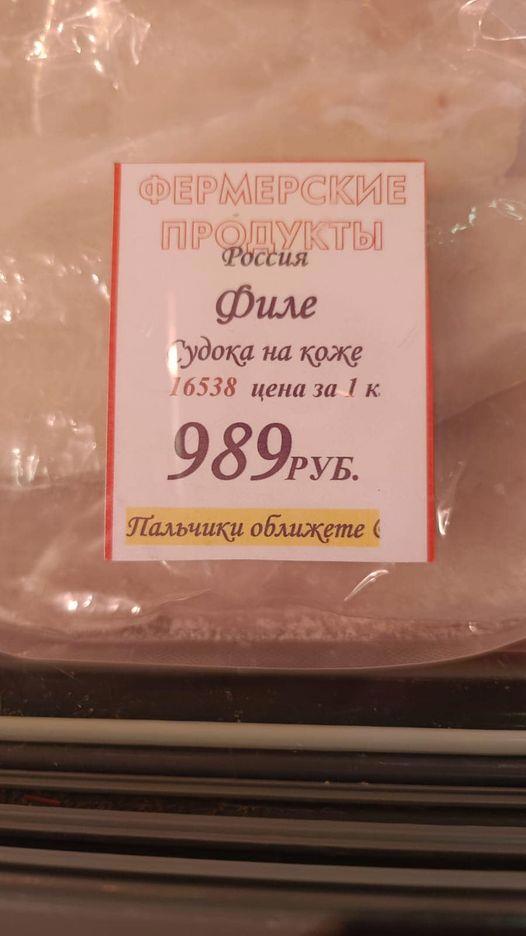 ФЕРМЕРСКИЕ
ПРОДУКТЫ
Россия
Филе
Судока на коже
16538 цена за 1 к
989РУБ.
Пальчики оближете